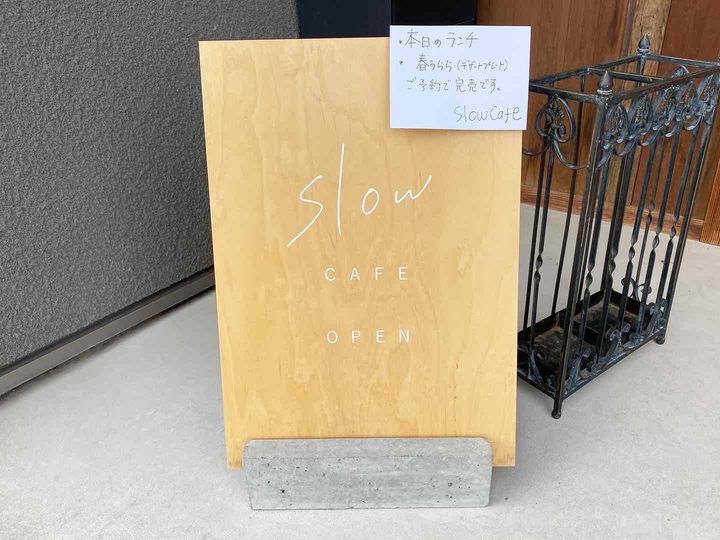 ・本日のランチ
・春うらら(デザートプレート)
ご予約で完売です。
Slow Cafe
slow
CAFE
OPEN